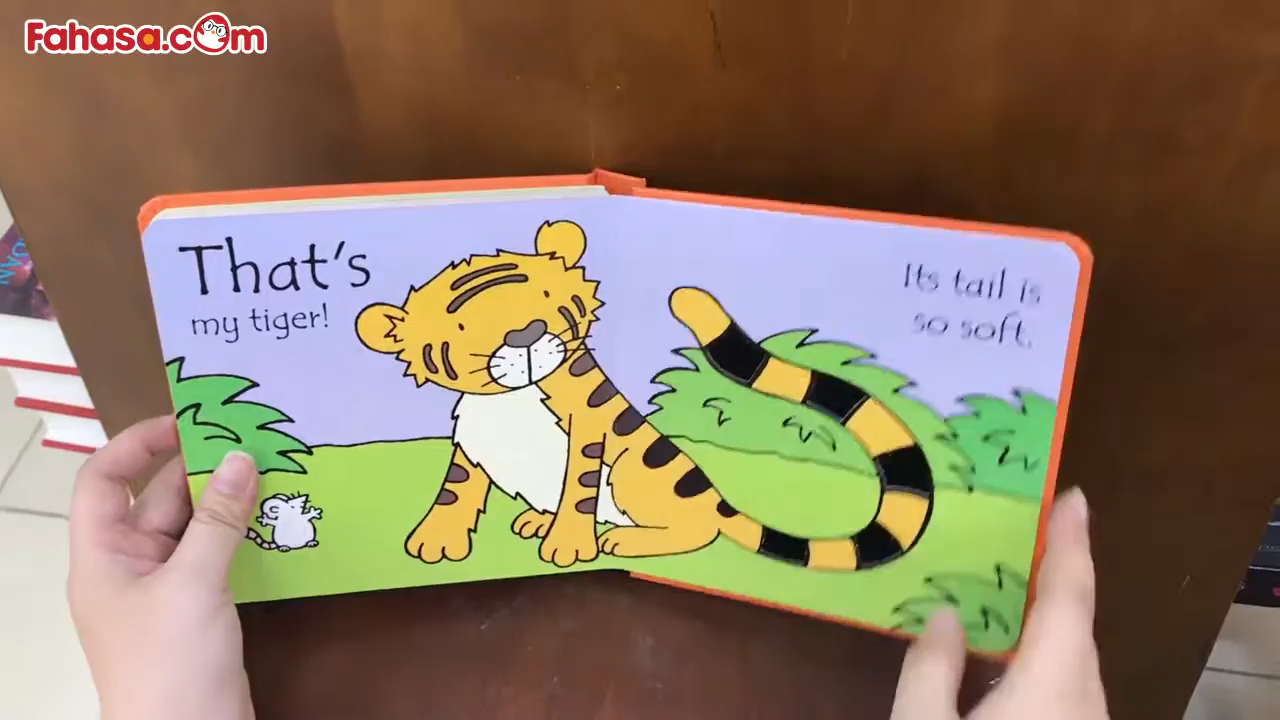 Fahasa.com
That's
my tiger!
Its tail is
so soft.